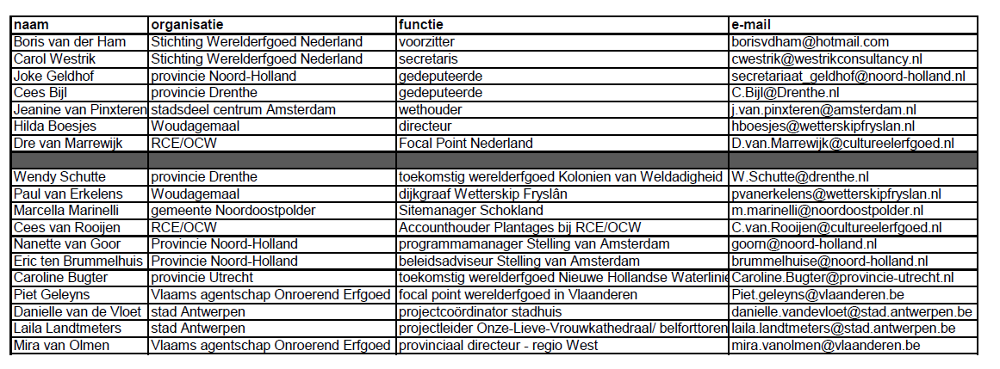 naam organisatie functie e-mail
Boris van der Ham Stichting Werelderfgoed Nederland voorzitter borisvdham@hotmail.com
Carol Westrik Stichting Werelderfgoed Nederland secretaris cwestrik@westrikconsultancy.nl
Joke Geldhof provincie Noord-Holland gedeputeerde secretariaat_geldhof@noord-holland.nl
Cees Bijl provincie Drenthe gedeputeerde C.Bijl@Drenthe.nl
Jeanine van Pinxteren stadsdeel centrum Amsterdam wethouder j.van.pinxteren@amsterdam.nl
Hilda Boesjes Woudagemaal directeur hboesjes@wetterskipfryslan.nl
Dre van Marrewijk RCE/OCW Focal Point Nederland D.van.Marrewijk@cultureelerfgoed.nl
Wendy Schutte provincie Drenthe toekomstig werelderfgoed Kolonien van Weldadigheid W.Schutte@drenthe.nl
Paul van Erkelens Woudagemaal dijkgraaf Wetterskip Fryslân pvanerkelens@wetterskipfryslan.nl
Marcella Marinelli gemeente Noordoostpolder Sitemanager Schokland m.marinelli@noordoostpolder.nl
Cees van Rooijen RCE/OCW Accounthouder Plantages bij RCE/OCW C.van.Rooijen@cultureelerfgoed.nl
Nanette van Goor Provincie Noord-Holland programmamanager Stelling van Amsterdam goorn@noord-holland.nl
Eric ten Brummelhuis Provincie Noord-Holland beleidsadviseur Stelling van Amsterdam brummelhuise@noord-holland.nl
Caroline Bugter provincie Utrecht toekomstig werelderfgoed Nieuwe Hollandse Waterlinie Caroline.Bugter@provincie-utrecht.nl
Piet Geleyns Vlaams agentschap Onroerend Erfgoed focal point werelderfgoed in Vlaanderen Piet.geleyns@vlaanderen.be
Danielle van de Vloet stad Antwerpen projectcoördinator stadhuis danielle.vandevloet@stad.antwerpen.be
Laila Landtmeters stad Antwerpen projectleider Onze-Lieve-Vrouwkathedraal/ belforttoren laila.landtmeters@stad.antwerpen.be
Mira van Olmen Vlaams agentschap Onroerend Erfgoed provinciaal directeur - regio West mira.vanolmen@vlaanderen.be